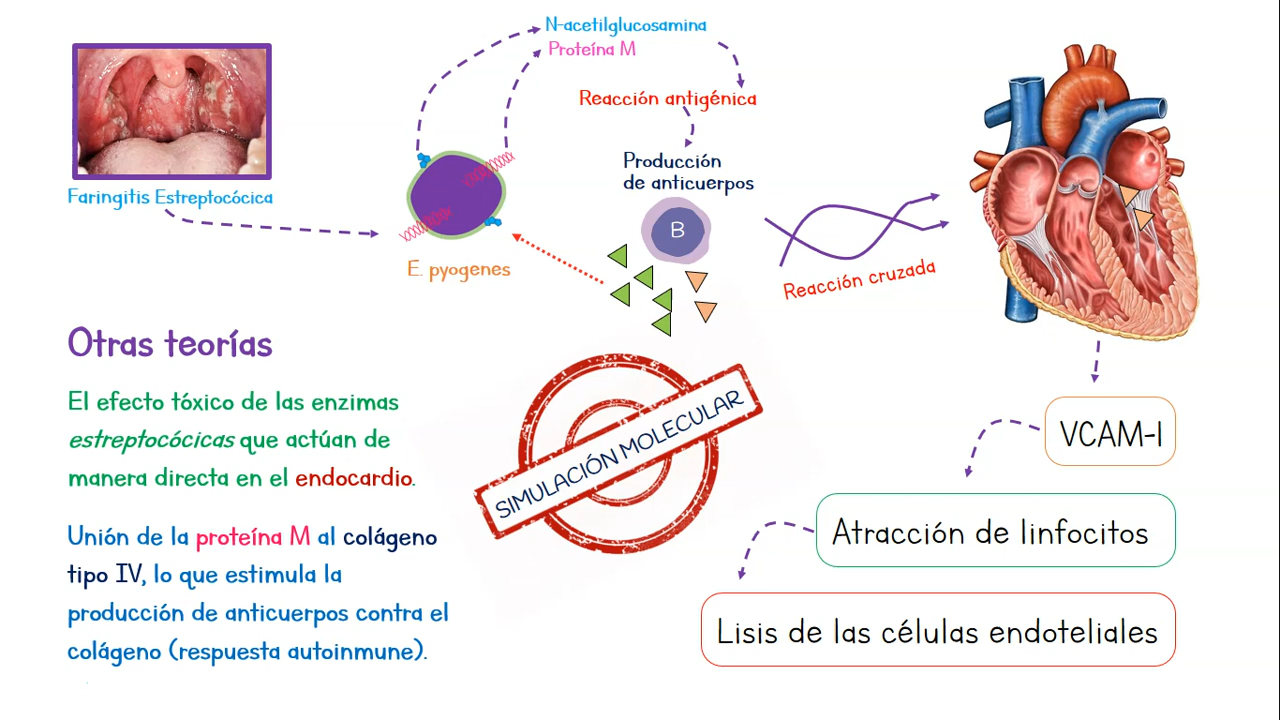 N-acetilglucosamina
Proteína M
Reacción antigénica
Faringitis Estreptocócica
Producción
de anticuerpos
B
E. pyogenes
Reacción cruzada
Otras teorías
El efecto tóxico de las enzimas
estreptocócicas que actúan de
manera directa en el endocardio.
Unión de la proteína M al colágeno
tipo IV, lo que estimula la
producción de anticuerpos contra el
colágeno (respuesta autoinmune).
SIMULACIÓN MOLECULAR
VCAM-1
Atracción de linfocitos
Lisis de las células endoteliales